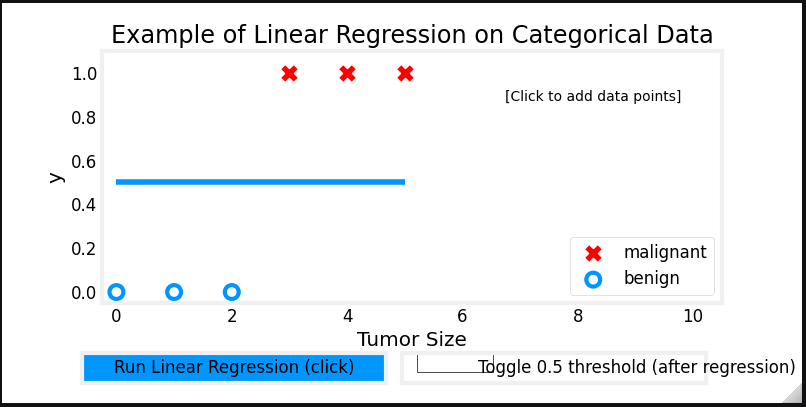 Example of Linear Regression on Categorical Data
1.0
[Click to add data points]
0.8
0.6
y
0.4
0.2
malignant
benign
0.0
0 2 4 6 8 10
Tumor Size
Run Linear Regression (click)
Toggle 0.5 threshold (after regression)